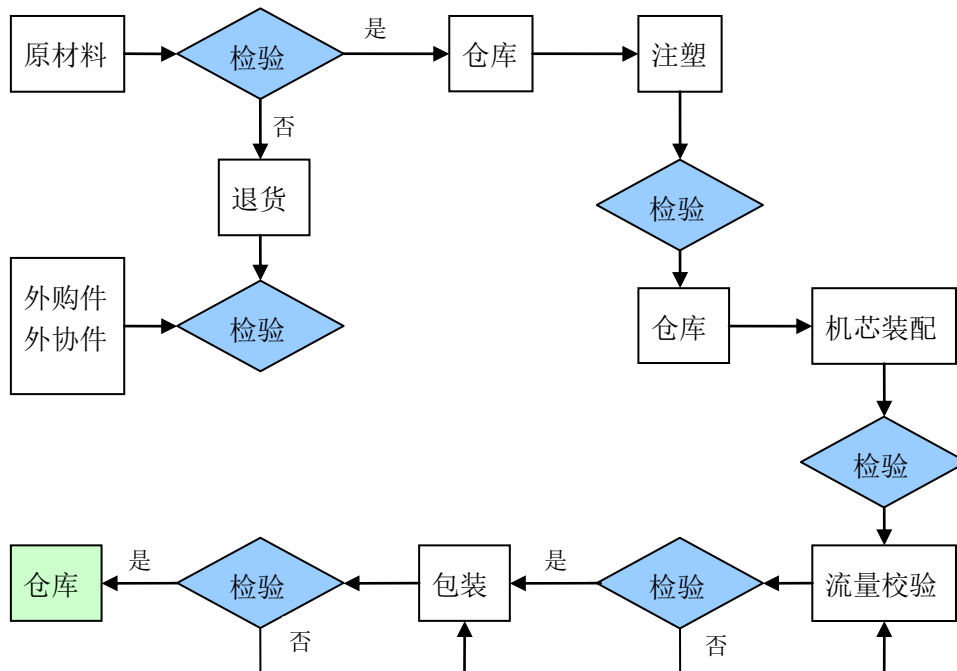 原材料
检验
是
仓库
注塑
否
退货
检验
外购件
外协件
检验
仓库
机芯装配
检验
仓库
是
检验
包装
是
检验
流量校验
否
否